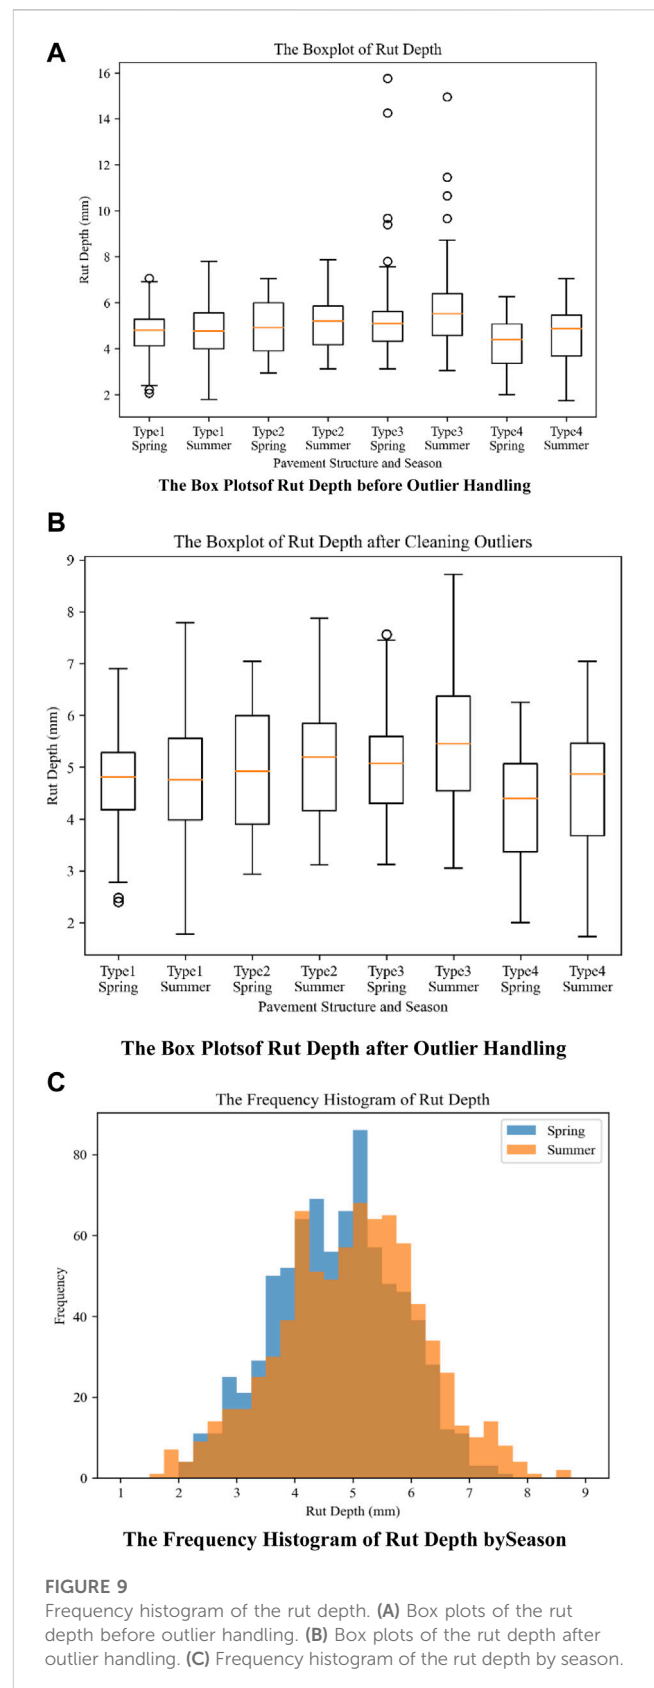 A
The Boxplot of Rut Depth
16
14
12
10
8
6
4
2
Rut Depth (mm)
Type1 Type1 Type2 Type2 Type3 Type3 Type4 Type4
Spring Summer Spring Summer Spring Summer Spring Summer
Pavement Structure and Season
The Box Plotsof Rut Depth before Outlier Handling
B
The Boxplot of Rut Depth after Cleaning Outliers
9
8
7
6
5
4
3
2
Rut Depth (mm)
Type1 Type1 Type2 Type2 Type3 Type3 Type4 Type4
Spring Summer Spring Summer Spring Summer Spring Summer
Pavement Structure and Season
The Box Plotsof Rut Depth after Outlier Handling
C
The Frequency Histogram of Rut Depth
Spring
Summer
80
60
40
20
0
Frequency
1 2 3 4 5 6 7 8 9
Rut Depth (mm)
The Frequency Histogram of Rut Depth bySeason
FIGURE 9
Frequency histogram of the rut depth. (A) Box plots of the rut
depth before outlier handling. (B) Box plots of the rut depth after
outlier handling. (C) Frequency histogram of the rut depth by season.